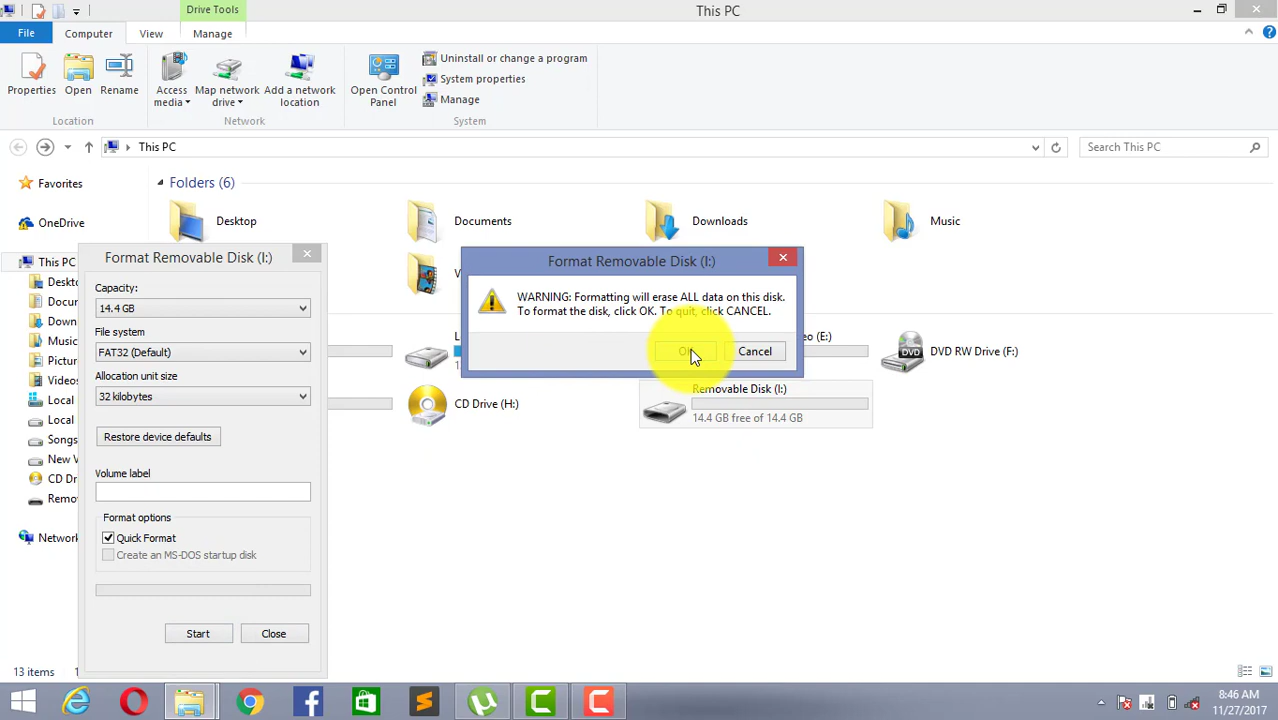 Drive Tools
This PC
File
Computer
View
Manage
Properties
Open
Rename
Access media
Map network drive
Add a network location
Open Control Panel
Uninstall or change a program
System properties
Manage
Location
Network
System
This PC
Search This PC
Favorites
OneDrive
This PC
Folders (6)
Desktop
Documents
Downloads
Music
DVD RW Drive (F:)
CD Drive (H:)
Removable Disk (I:)
14.4 GB free of 14.4 GB
Format Removable Disk (I:)
Capacity:
14.4 GB
File system
FAT32 (Default)
Allocation unit size
32 kilobytes
Restore device defaults
Volume label
Format options
Quick Format
Create an MS-DOS startup disk
Start
Close
Format Removable Disk (I:)
WARNING: Formatting will erase ALL data on this disk.
To format the disk, click OK. To quit, click CANCEL.
OK
Cancel
13 items
8:46 AM
11/27/2017